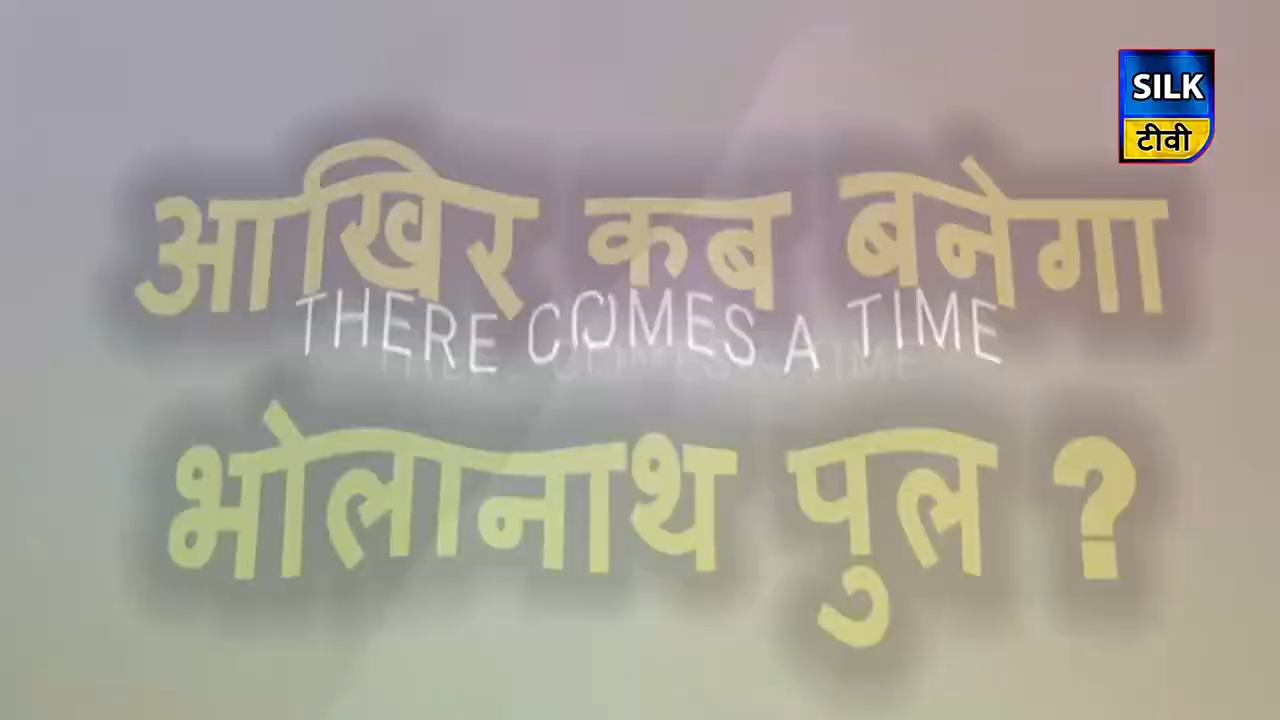 SILK
टीवी
आखिर कब बनेगा
THERE COMES A TIME
भोलानाथ पुल ?